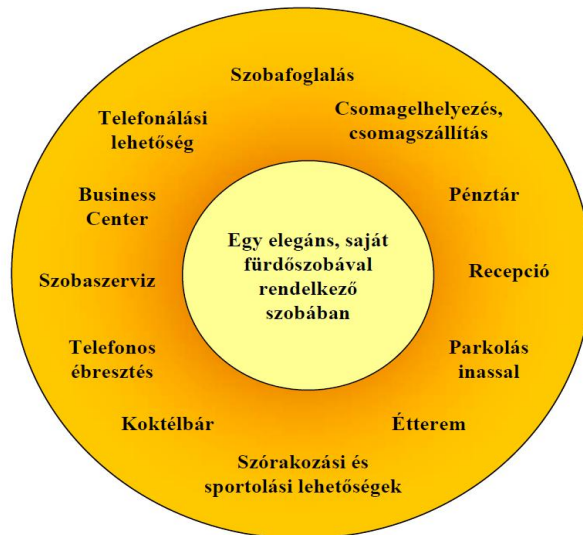 Szobafoglalás
Csomagelhelyezés,
csomagszállítás
Pénztár
Recepció
Parkolás
inassal
Étterem
Szórakozási és
sportolási lehetőségek
Koktélbár
Telefonos
ébresztés
Szobaszerviz
Business
Center
Telefonálási
lehetőség
Egy elegáns, saját
fürdőszobával
rendelkező
szobában